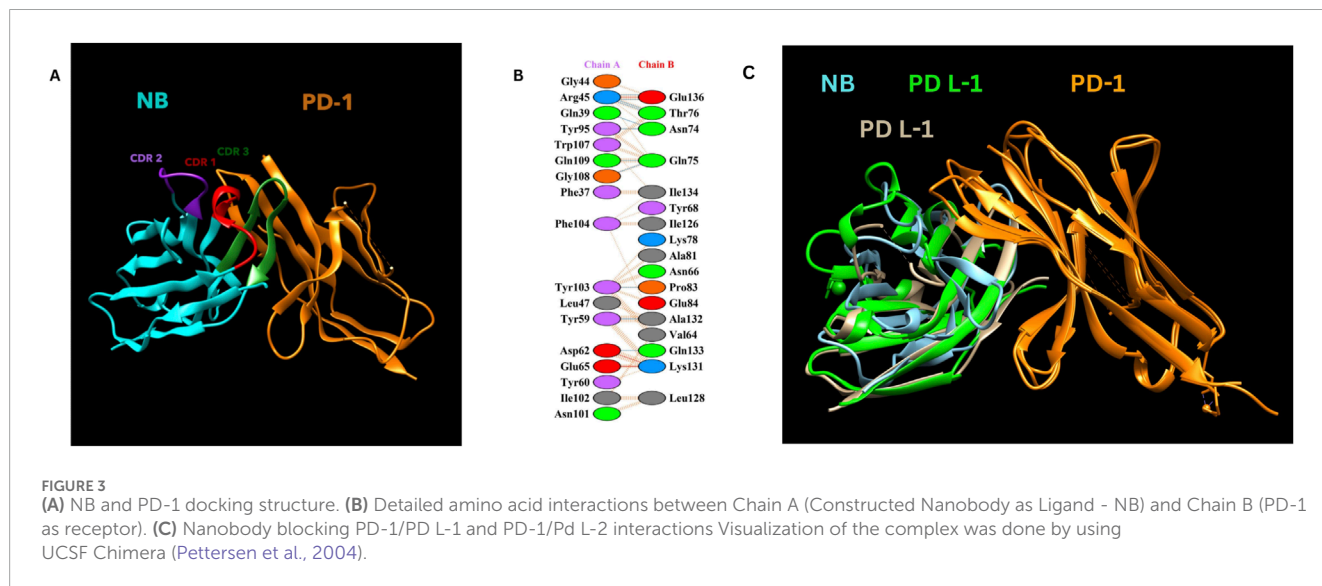 A
NB
PD-1
CDR 2
CDR 1
CDR 3
B
Chain A
Chain B
Gly44
Arg45
Glu136
Gln39
Thr76
Tyr95
Asn74
Trp107
Gln109
Gln75
Gly108
Phe37
Ile134
Tyr68
Phe104
Ile126
Lys78
Ala81
Asn66
Tyr103
Pro83
Leu47
Glu84
Tyr59
Ala132
Val64
Asp62
Gln133
Glu65
Lys131
Tyr60
Ile102
Leu128
Asn101
C
NB
PD L-1
PD-1
PD L-1
FIGURE 3
(A) NB and PD-1 docking structure. (B) Detailed amino acid interactions between Chain A (Constructed Nanobody as Ligand - NB) and Chain B (PD-1
as receptor). (C) Nanobody blocking PD-1/PD L-1 and PD-1/Pd L-2 interactions Visualization of the complex was done by using
UCSF Chimera (Pettersen et al., 2004).